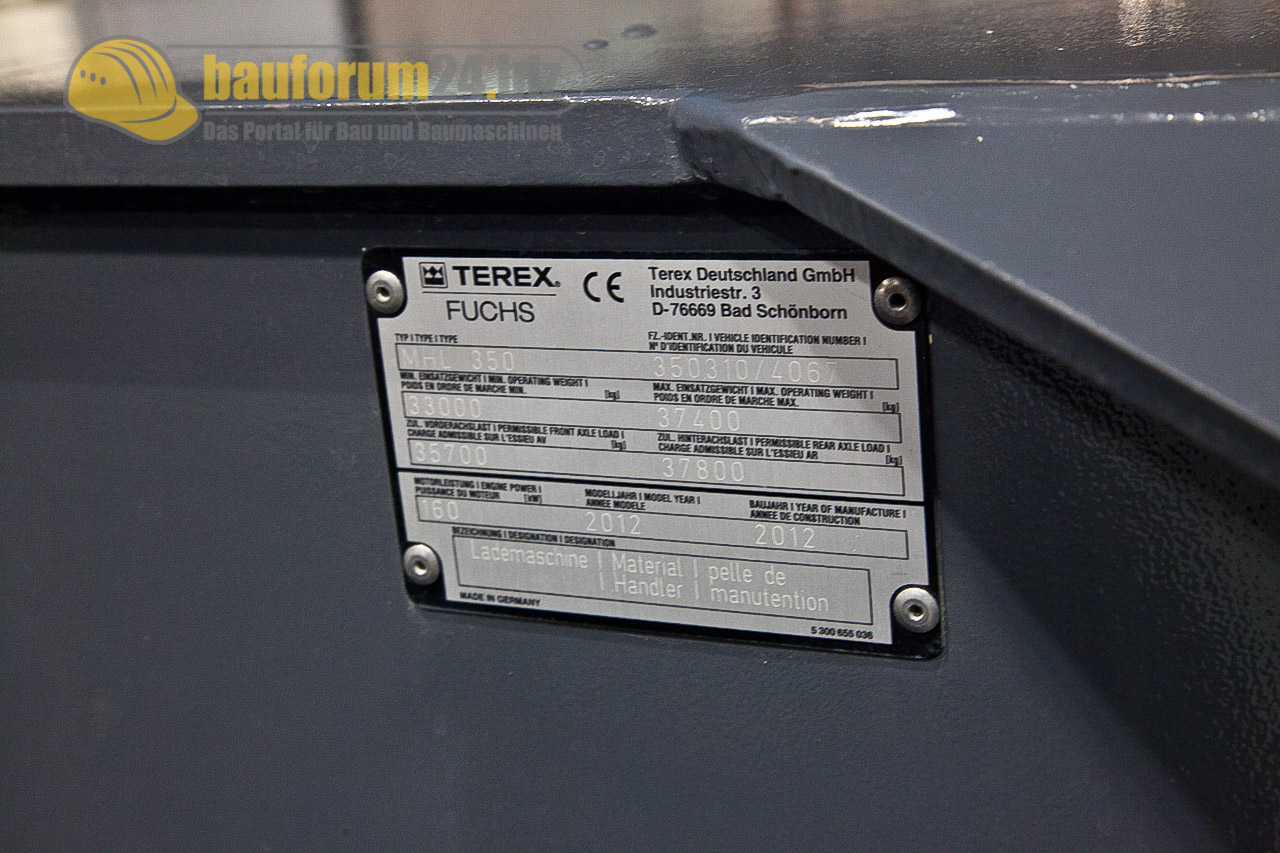 bauforum24.biz
Das Portal für Bau und Baumaschinen
TEREX®
FUCHS
CE
Terex Deutschland GmbH
Industriestr. 3
D-76669 Bad Schönborn
TYP I TYPE I TYPE
MHL 350
FZ.-IDENT.NR. I VEHICLE IDENTIFICATION NUMBER I
N° D'IDENTIFICATION DU VEHICULE
350310/4067
MIN. EINSATZGEWICHT I MIN. OPERATING WEIGHT I
POIDS EN ORDRE DE MARCHE MIN. [kg]
33000
MAX. EINSATZGEWICHT I MAX. OPERATING WEIGHT I
POIDS EN ORDRE DE MARCHE MAX. [kg]
37400
ZUL. VORDERACHSLAST I PERMISSIBLE FRONT AXLE LOAD I
CHARGE ADMISSIBLE SUR L'ESSIEU AV [kg]
35700
ZUL. HINTERACHSLAST I PERMISSIBLE REAR AXLE LOAD I
CHARGE ADMISSIBLE SUR L'ESSIEU AR [kg]
37800
MOTORLEISTUNG I ENGINE POWER I
PUISSANCE DU MOTEUR [kW]
160
MODELLJAHR I MODEL YEAR I
ANNEE MODELE
2012
BAUJAHR I YEAR OF MANUFACTURE I
ANNEE DE CONSTRUCTION
2012
BEZEICHNUNG I DESIGNATION I DESIGNATION
Lademaschine | Material | pelle de
| Handler | manutention
MADE IN GERMANY
5 300 655 036